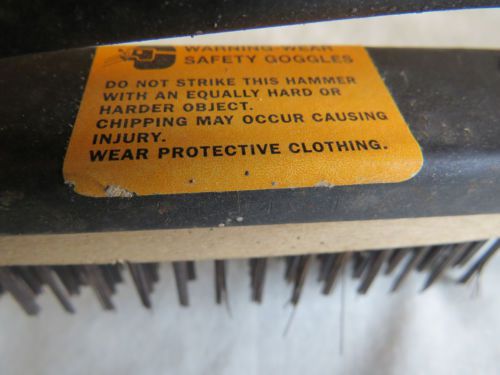 WARNING-WEAR
SAFETY GOGGLES
DO NOT STRIKE THIS HAMMER
WITH AN EQUALLY HARD OR
HARDER OBJECT.
CHIPPING MAY OCCUR CAUSING
INJURY.
WEAR PROTECTIVE CLOTHING.